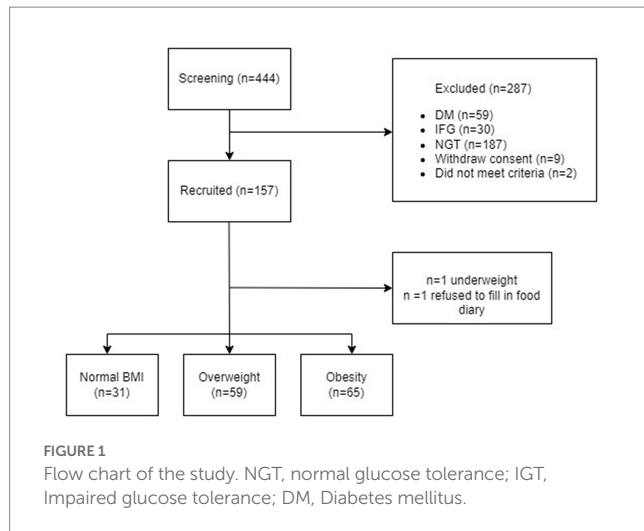 Screening (n=444)
Excluded (n=287)
• DM (n=59)
• IFG (n=30)
• NGT (n=187)
• Withdraw consent (n=9)
• Did not meet criteria (n=2)
Recruited (n=157)
n=1 underweight
n =1 refused to fill in food
diary
Normal BMI
(n=31)
Overweight
(n=59)
Obesity
(n=65)
FIGURE 1
Flow chart of the study. NGT, normal glucose tolerance; IGT,
Impaired glucose tolerance; DM, Diabetes mellitus.